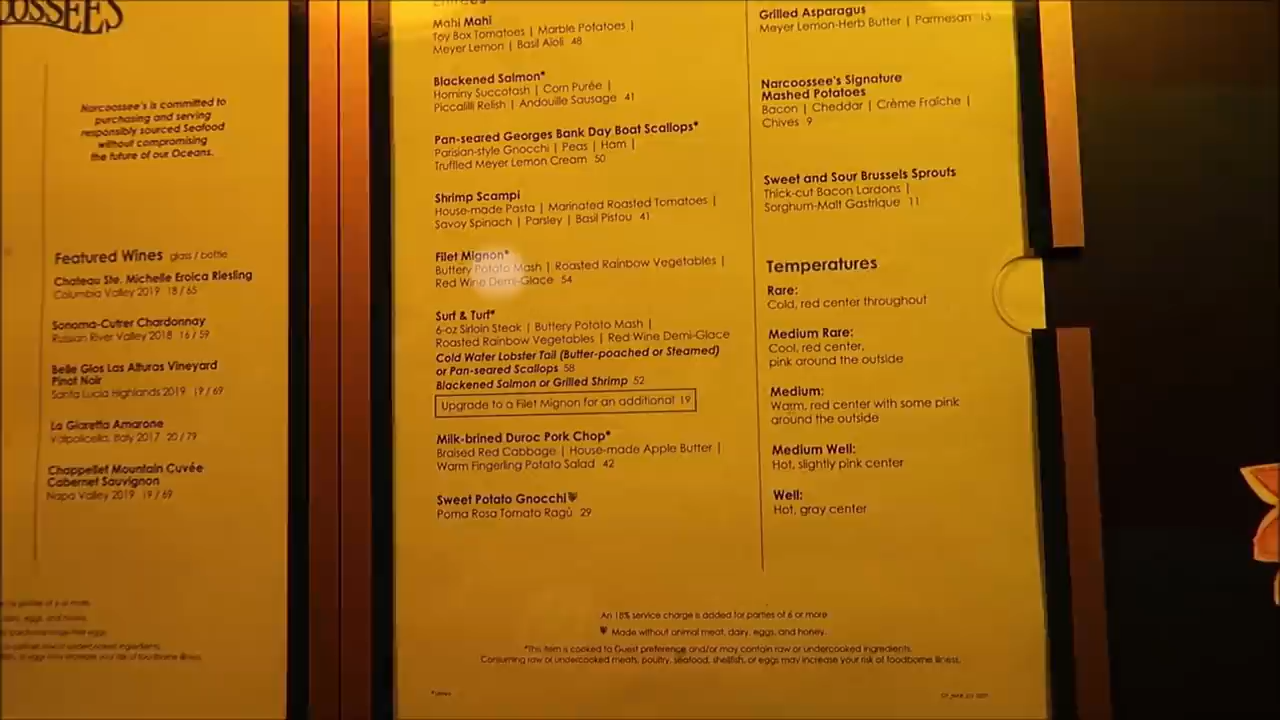 Narcoossee's is committed to
purchasing and serving
responsibly sourced Seafood
without compromising
the future of our Oceans.
Featured Wines glass / bottle
Chateau Ste. Michelle Eroica Riesling
Columbia Valley 2019 18 / 65
Sonoma-Cutrer Chardonnay
Russian River Valley 2018 16 / 59
Belle Glos Las Alturas Vineyard
Pinot Noir
Santa Lucia Highlands 2019 19 / 69
La Giaretta Amarone
Valpolicella, Italy 2017 20 / 79
Chappellet Mountain Cuvée
Cabernet Sauvignon
Napa Valley 2019 19 / 69
Mahi Mahi
Toy Box Tomatoes | Marble Potatoes |
Meyer Lemon | Basil Aïoli 48
Blackened Salmon*
Hominy Succotash | Corn Purée |
Piccalilli Relish | Andouille Sausage 41
Pan-seared Georges Bank Day Boat Scallops*
Parisian-style Gnocchi | Peas | Ham |
Truffled Meyer Lemon Cream 50
Shrimp Scampi
House-made Pasta | Marinated Roasted Tomatoes |
Savoy Spinach | Parsley | Basil Pistou 41
Filet Mignon*
Buttery Potato Mash | Roasted Rainbow Vegetables |
Red Wine Demi-Glace 54
Surf & Turf*
6-oz Sirloin Steak | Buttery Potato Mash |
Roasted Rainbow Vegetables | Red Wine Demi-Glace
Cold Water Lobster Tail (Butter-poached or Steamed)
or Pan-seared Scallops 58
Blackened Salmon or Grilled Shrimp 52
Upgrade to a Filet Mignon for an additional 19
Milk-brined Duroc Pork Chop*
Braised Red Cabbage | House-made Apple Butter |
Warm Fingerling Potato Salad 42
Sweet Potato Gnocchi
Poma Rosa Tomato Ragù 29
Grilled Asparagus
Meyer Lemon-Herb Butter | Parmesan 13
Narcoossee's Signature
Mashed Potatoes
Bacon | Cheddar | Crème Fraîche |
Chives 9
Sweet and Sour Brussels Sprouts
Thick-cut Bacon Lardons |
Sorghum-Malt Gastrique 11
Temperatures
Rare:
Cold, red center throughout
Medium Rare:
Cool, red center,
pink around the outside
Medium:
Warm, red center with some pink
around the outside
Medium Well:
Hot, slightly pink center
Well:
Hot, gray center
An 18% service charge is added for parties of 6 or more
Made without animal meat, dairy, eggs, and honey.
*This item is cooked to Guest preference and/or may contain raw or undercooked ingredients.
Consuming raw or undercooked meats, poultry, seafood, shellfish, or eggs may increase your risk of foodborne illness.